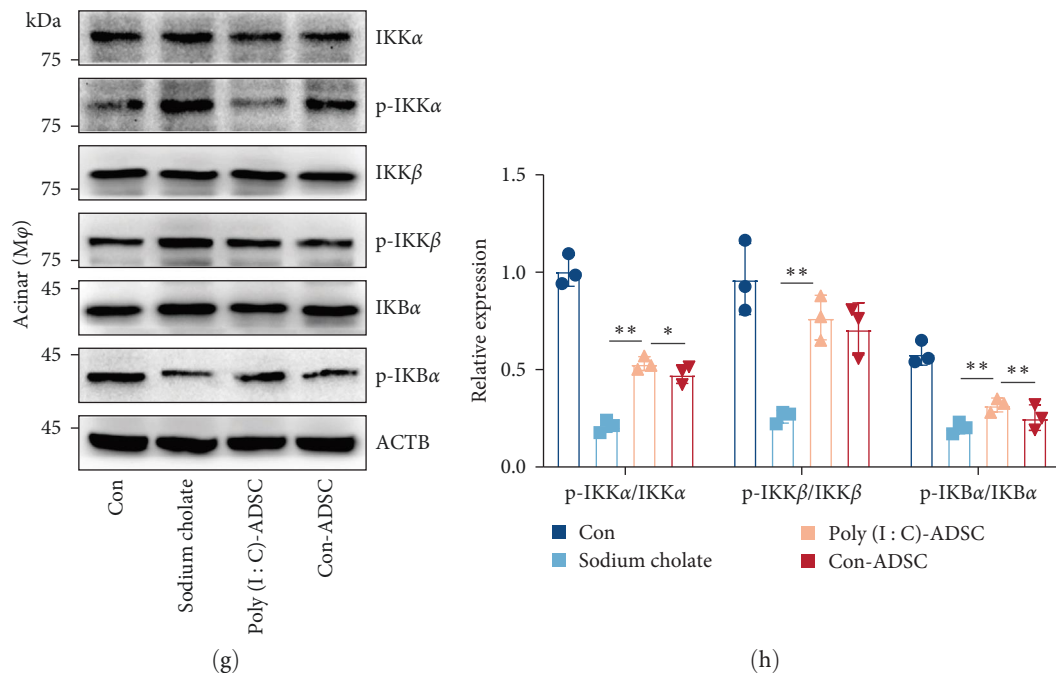 kDa
IKKα
75
p-IKKα
75
IKKβ
75
p-IKKβ
75
45
IKBα
45
p-IKBα
45
ACTB
Acinar (Mφ)
Con
Sodium cholate
Poly (I : C)-ADSC
Con-ADSC
(g)
1.5
1.0
0.5
0.0
Relative expression
** *
**
** **
p-IKKα/IKKα p-IKKβ/IKKβ p-IKBα/IKBα
Con
Sodium cholate
Poly (I : C)-ADSC
Con-ADSC
(h)